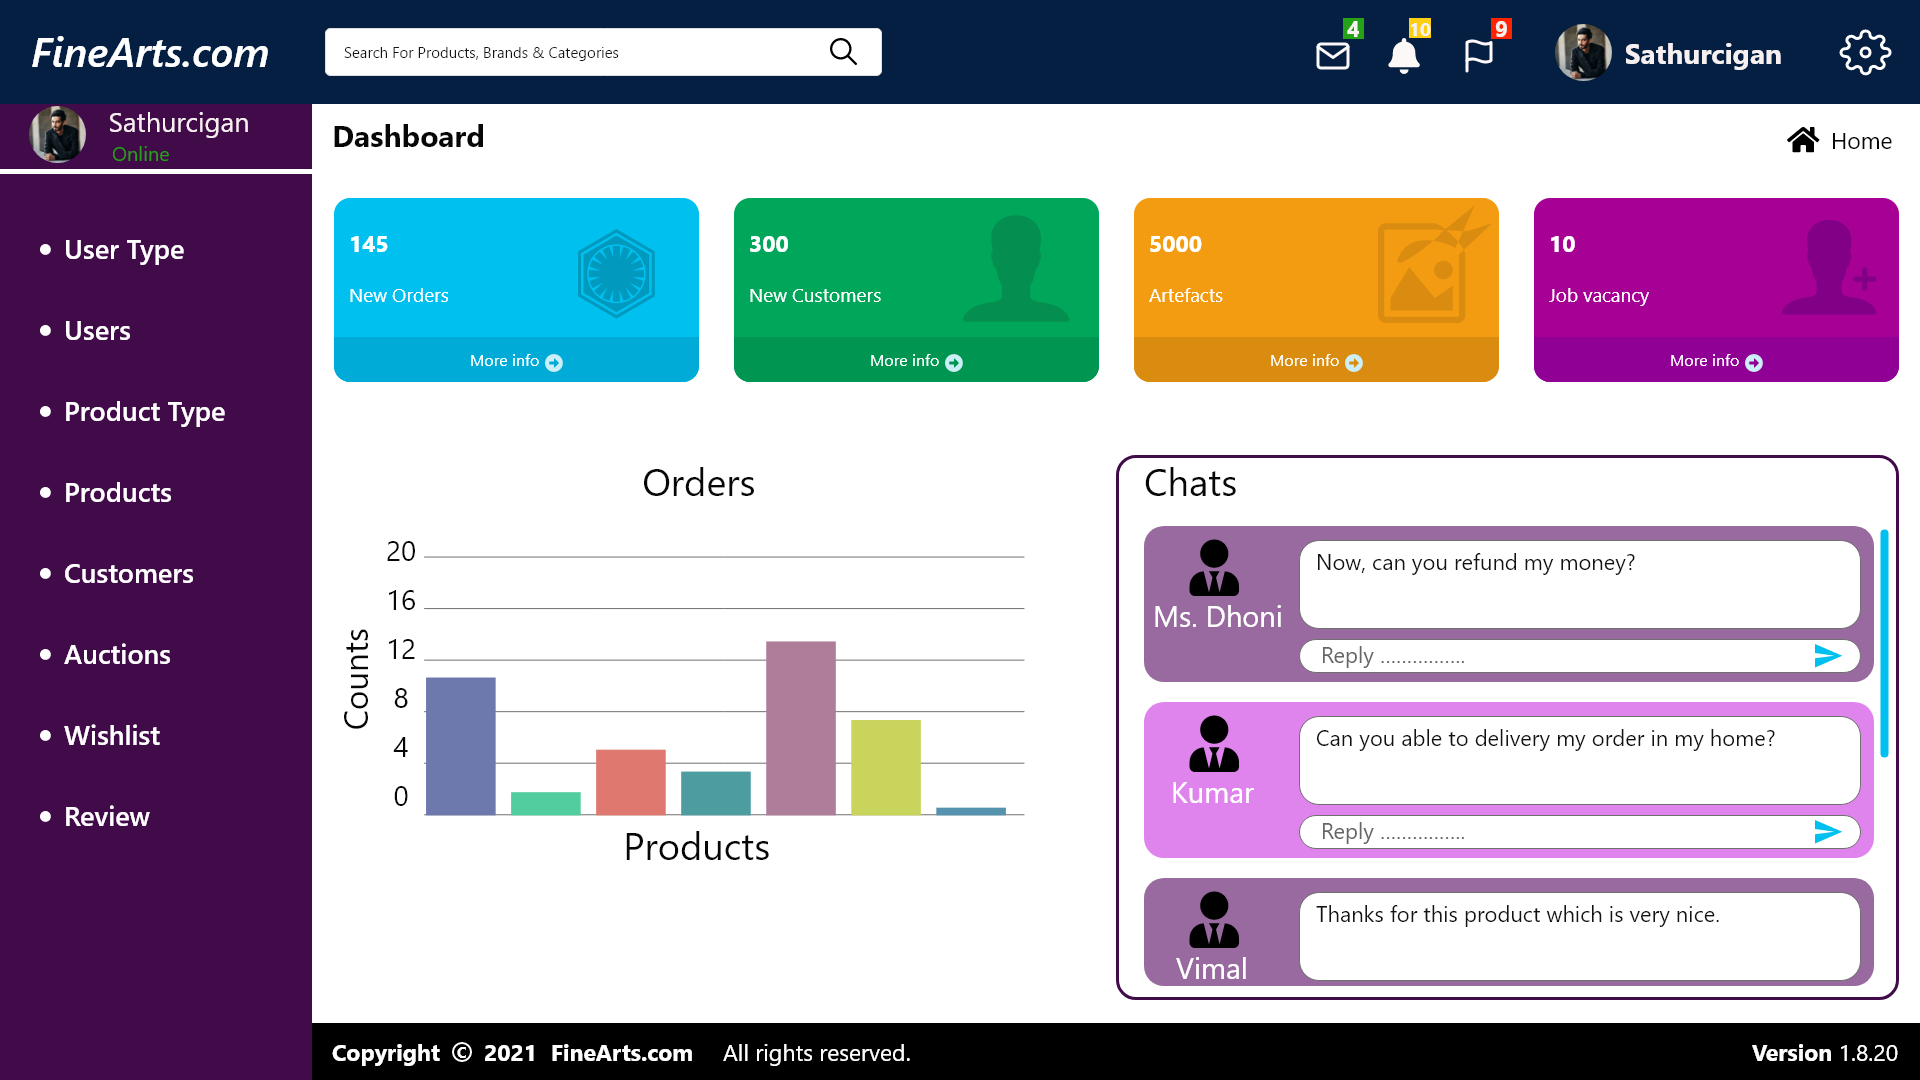 FineArts.com
Search For Products, Brands & Categories
4
10
9
Sathurcigan
Sathurcigan
Online
Dashboard
Home
User Type
Users
Product Type
Products
Customers
Auctions
Wishlist
Review
145
New Orders
More info
300
New Customers
More info
5000
Artefacts
More info
10
Job vacancy
More info
Orders
20
16
12
8
4
0
Counts
Products
Chats
Now, can you refund my money?
Ms. Dhoni
Reply ................
Can you able to delivery my order in my home?
Kumar
Reply ................
Thanks for this product which is very nice.
Vimal
Copyright © 2021 FineArts.com All rights reserved.
Version 1.8.20